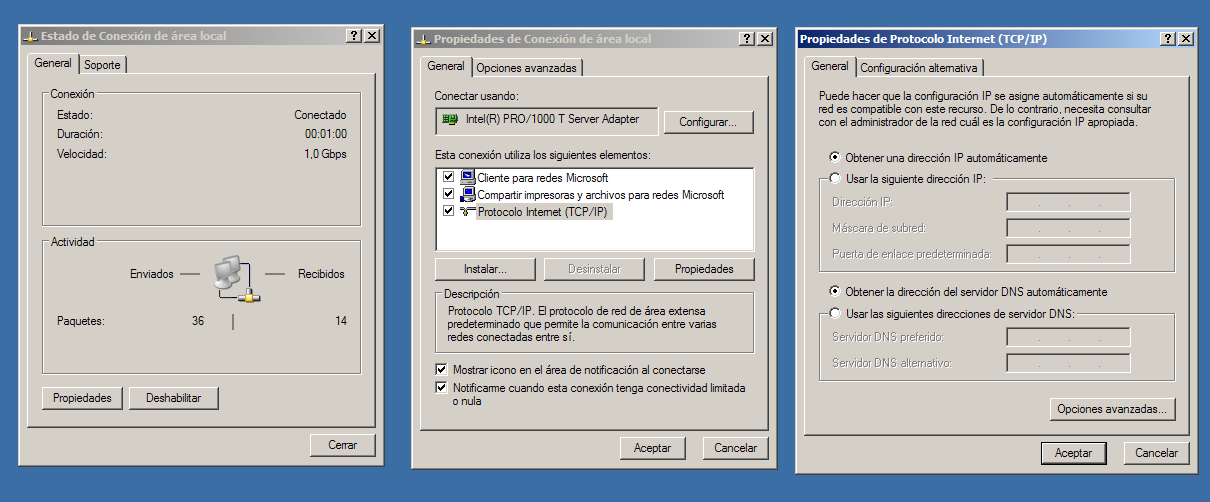 Estado de Conexión de área local
General
Soporte
Conexión
Estado:
Conectado
Duración:
00:01:00
Velocidad:
1,0 Gbps
Actividad
Enviados
Recibidos
Paquetes:
36
14
Propiedades
Deshabilitar
Cerrar
Propiedades de Conexión de área local
General
Opciones avanzadas
Conectar usando:
Intel(R) PRO/1000 T Server Adapter
Configurar...
Esta conexión utiliza los siguientes elementos:
Cliente para redes Microsoft
Compartir impresoras y archivos para redes Microsoft
Protocolo Internet (TCP/IP)
Instalar...
Desinstalar
Propiedades
Descripción
Protocolo TCP/IP. El protocolo de red de área extensa
predeterminado que permite la comunicación entre varias
redes conectadas entre sí.
Mostrar icono en el área de notificación al conectarse
Notificarme cuando esta conexión tenga conectividad limitada
o nula
Aceptar
Cancelar
Propiedades de Protocolo Internet (TCP/IP)
General
Configuración alternativa
Puede hacer que la configuración IP se asigne automáticamente si su
red es compatible con este recurso. De lo contrario, necesita consultar
con el administrador de la red cuál es la configuración IP apropiada.
Obtener una dirección IP automáticamente
Usar la siguiente dirección IP:
Dirección IP:
Máscara de subred:
Puerta de enlace predeterminada:
Obtener la dirección del servidor DNS automáticamente
Usar las siguientes direcciones de servidor DNS:
Servidor DNS preferido:
Servidor DNS alternativo:
Opciones avanzadas...
Aceptar
Cancelar